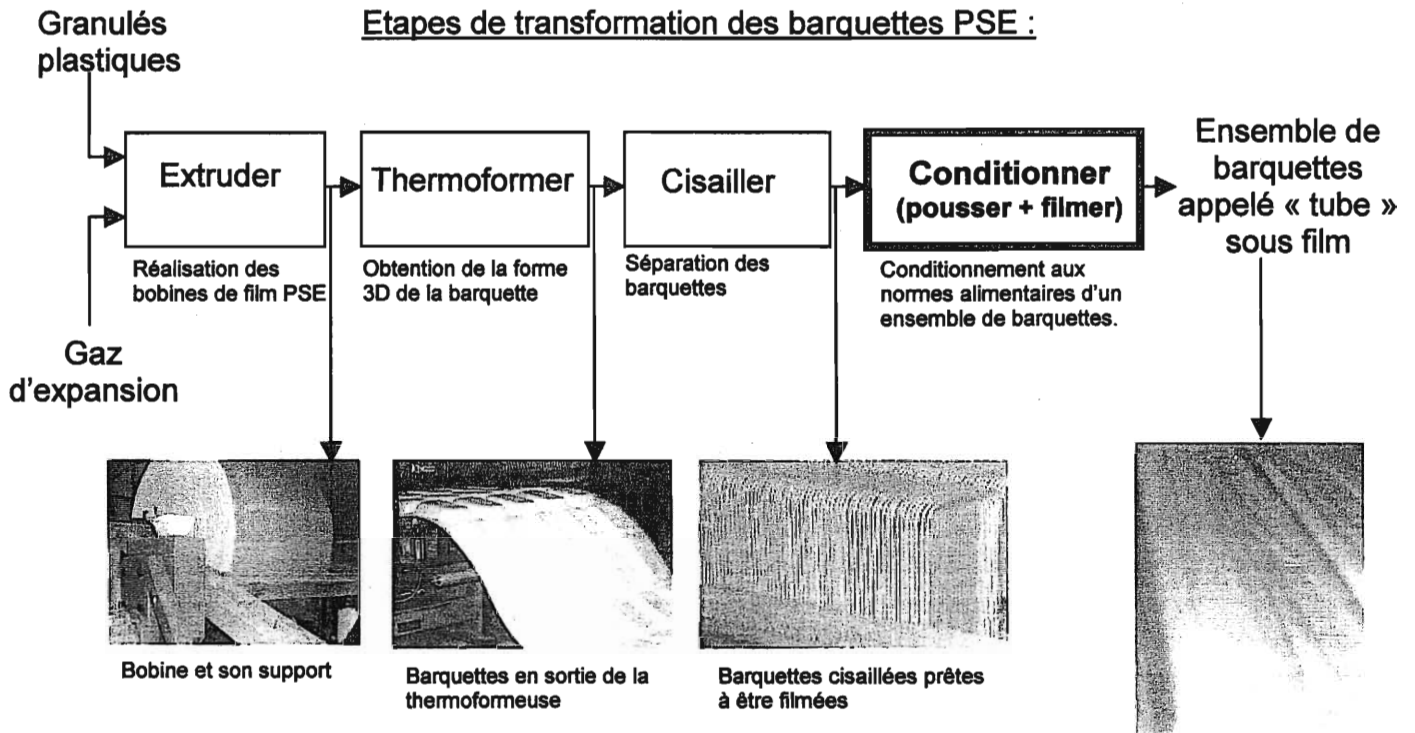 Etapes de transformation des barquettes PSE :
Granulés
plastiques
Gaz
d'expansion
Extruder
Réalisation des
bobines de film PSE
Thermoformer
Obtention de la forme
3D de la barquette
Cisailler
Séparation des
barquettes
Conditionner
(pousser + filmer)
Conditionnement aux
normes alimentaires d'un
ensemble de barquettes.
Ensemble de
barquettes
appelé « tube »
sous film
Bobine et son support
Barquettes en sortie de la
thermoformeuse
Barquettes cisaillées prêtes
à être filmées